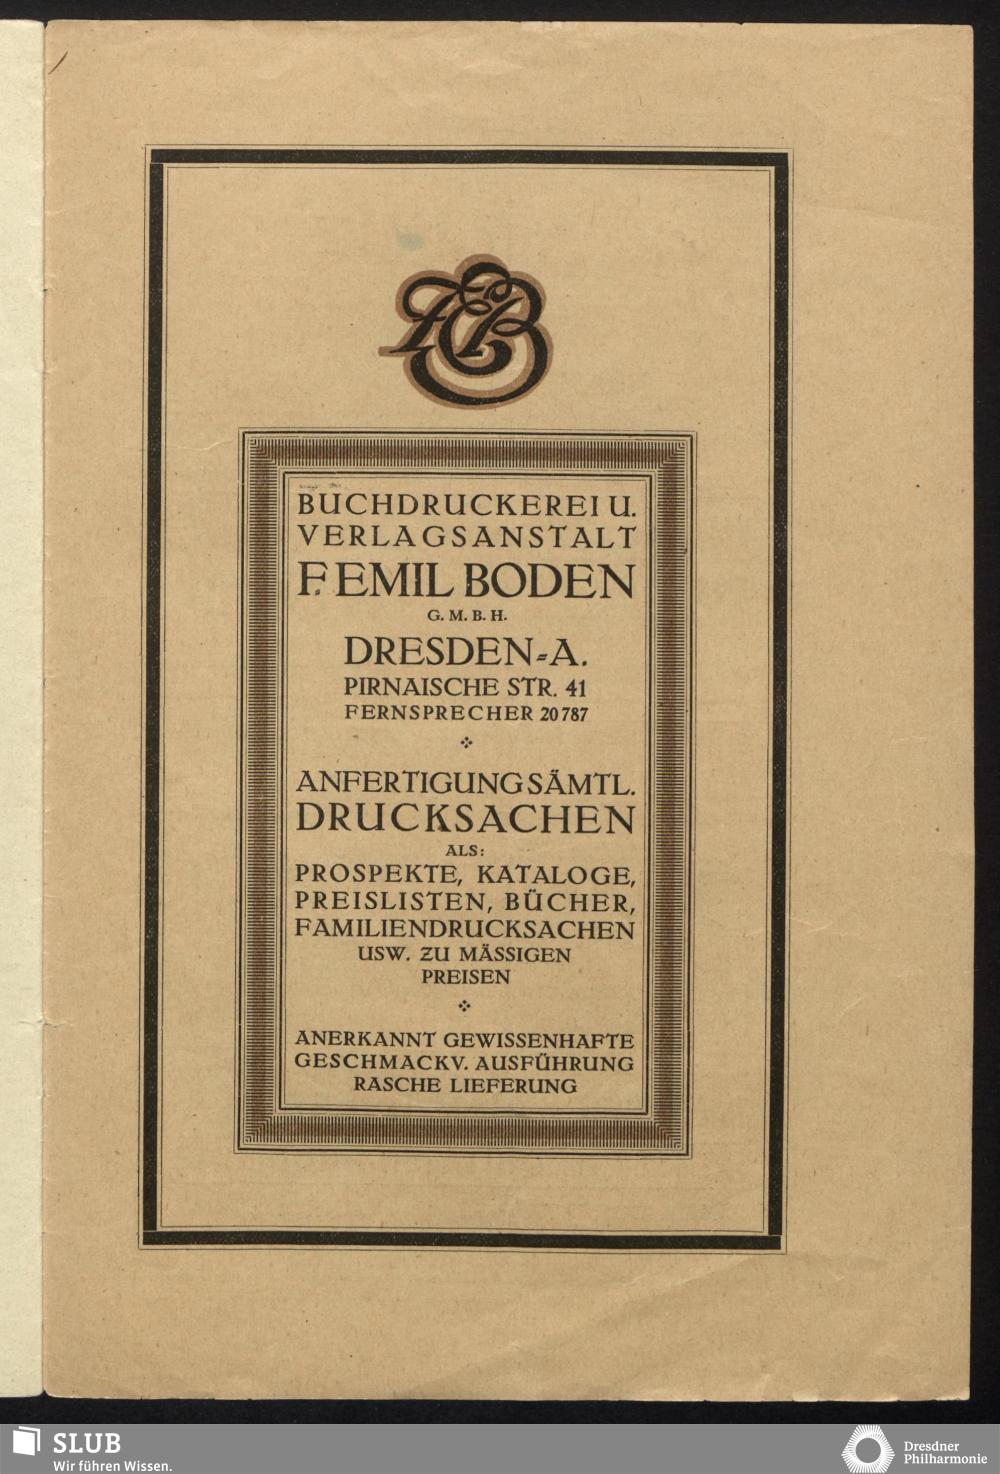 FEB
BUCHDRUCKEREI U.
VERLAGSANSTALT
F. EMIL BODEN
G. M. B. H.
DRESDEN=A.
PIRNAISCHE STR. 41
FERNSPRECHER 20787
ANFERTIGUNG SÄMTL.
DRUCKSACHEN
ALS:
PROSPEKTE, KATALOGE,
PREISLISTEN, BÜCHER,
FAMILIENDRUCKSACHEN
USW. ZU MÄSSIGEN
PREISEN
ANERKANNT GEWISSENHAFTE
GESCHMACKV. AUSFÜHRUNG
RASCHE LIEFERUNG
SLUB
Wir führen Wissen.
Dresdner
Philharmonie